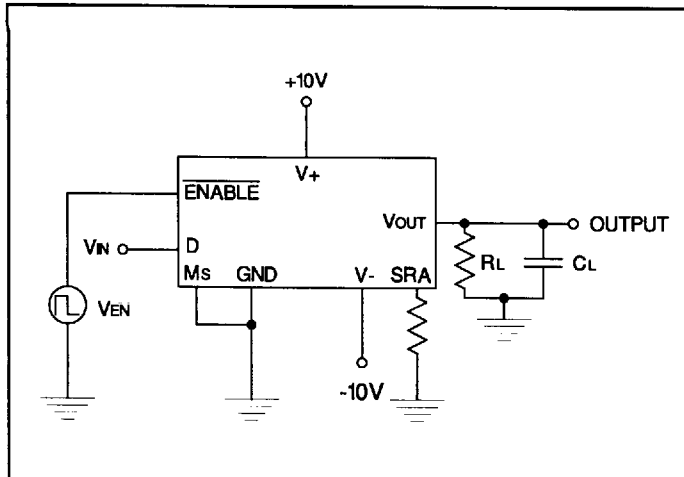 +10V
V+
ENABLE
VOUT
OUTPUT
VIN
D
RL
CL
MS
GND
V-
SRA
VEN
-10V